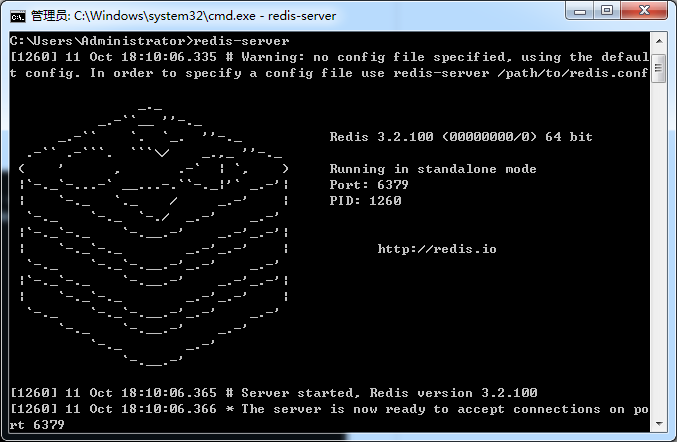 管理员: C:\Windows\system32\cmd.exe - redis-server
C:\Users\Administrator>redis-server
[1260] 11 Oct 18:10:06.335 # Warning: no config file specified, using the defaul
t config. In order to specify a config file use redis-server /path/to/redis.conf
Redis 3.2.100 (00000000/0) 64 bit
Running in standalone mode
Port: 6379
PID: 1260
http://redis.io
[1260] 11 Oct 18:10:06.365 # Server started, Redis version 3.2.100
[1260] 11 Oct 18:10:06.366 * The server is now ready to accept connections on po
rt 6379